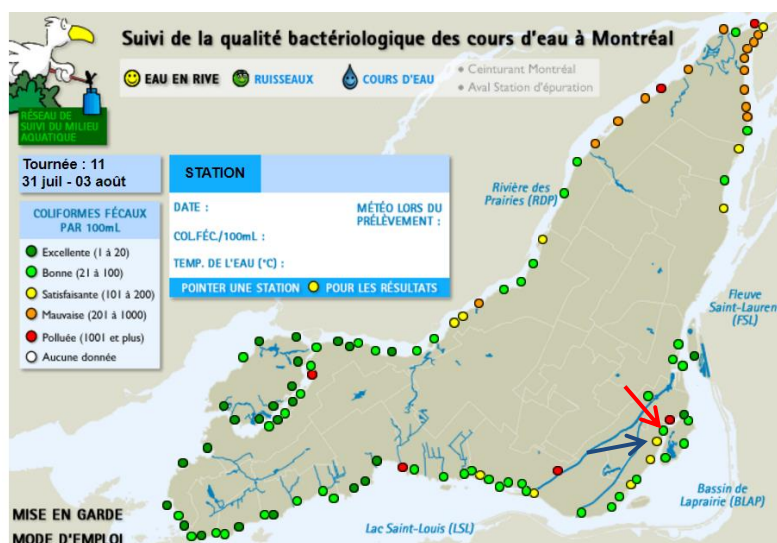 Suivi de la qualité bactériologique des cours d'eau à Montréal
EAU EN RIVE
RUISSEAUX
COURS D'EAU
• Ceinturant Montréal
• Aval Station d'épuration
RÉSEAU DE
SUIVI DU MILIEU
AQUATIQUE
Tournée : 11
31 juil - 03 août
STATION
DATE :
MÉTÉO LORS DU
PRÉLÈVEMENT :
COL.FÉC./100mL :
TEMP. DE L'EAU (°C) :
POINTER UNE STATION POUR LES RÉSULTATS
COLIFORMES FÉCAUX
PAR 100mL
Excellente (1 à 20)
Bonne (21 à 100)
Satisfaisante (101 à 200)
Mauvaise (201 à 1000)
Polluée (1001 et plus)
Aucune donnée
Rivière des
Prairies (RDP)
Fleuve
Saint-Lauren
(FSL)
Bassin de
Laprairie (BLAP)
Lac Saint-Louis (LSL)
MISE EN GARDE
MODE D'EMPLOI